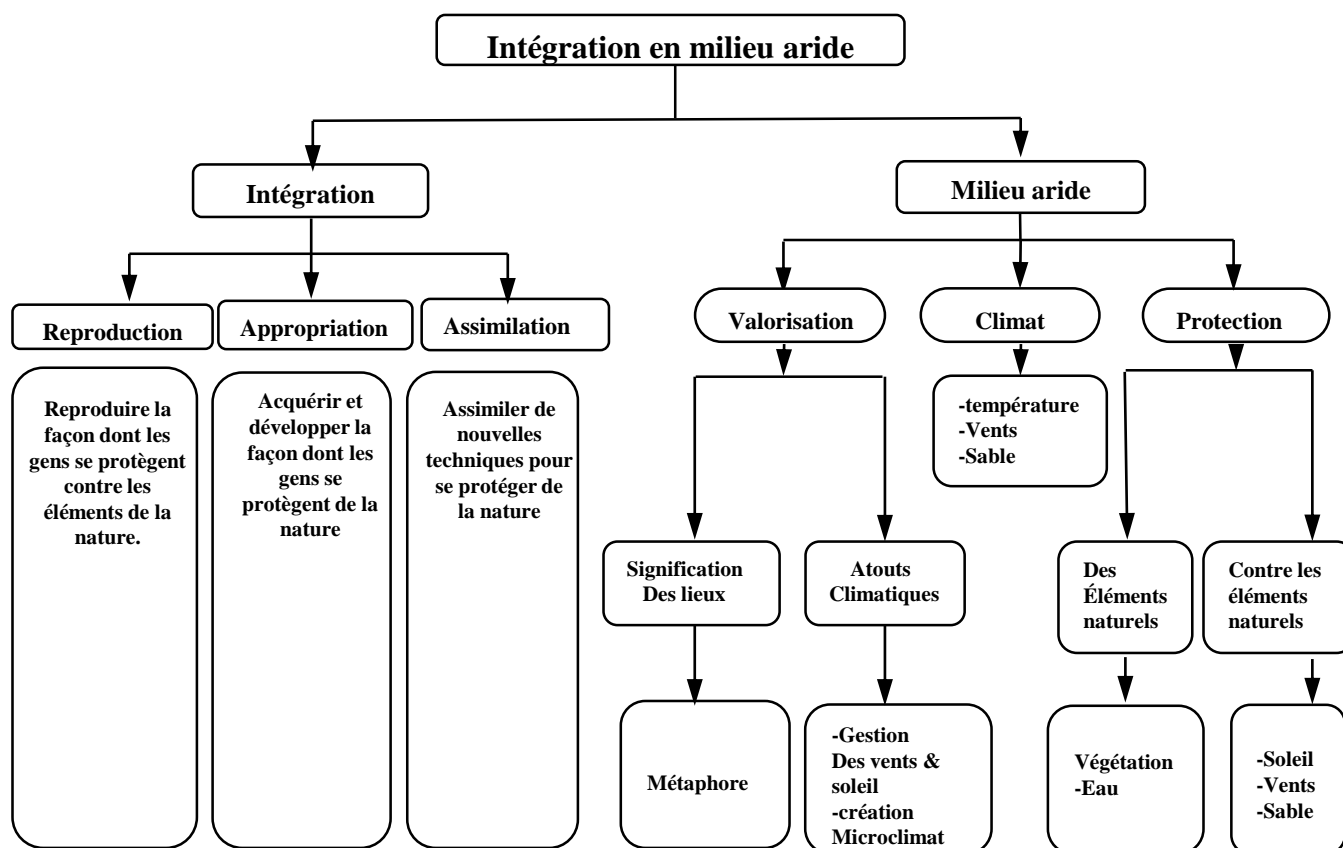 Intégration en milieu aride
Intégration
Milieu aride
Reproduction
Appropriation
Assimilation
Valorisation
Climat
Protection
Reproduire la
façon dont les
gens se protègent
contre les
éléments de la
nature.
Acquérir et
développer la
façon dont les
gens se
protègent de la
nature
Assimiler de
nouvelles
techniques pour
se protéger de
la nature
-température
-Vents
-Sable
Signification
Des lieux
Atouts
Climatiques
Des
Éléments
naturels
Contre les
éléments
naturels
Métaphore
-Gestion
Des vents &
soleil
-création
Microclimat
Végétation
-Eau
-Soleil
-Vents
-Sable